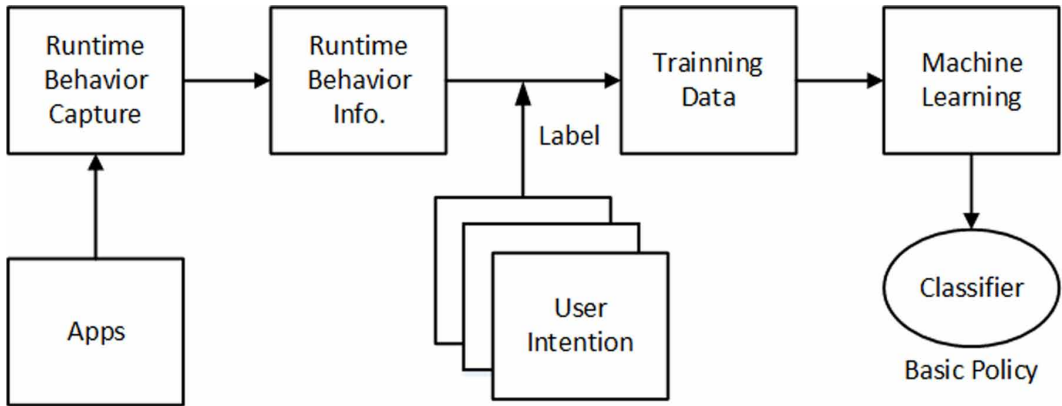 Runtime
Behavior
Capture
Runtime
Behavior
Info.
Trainning
Data
Machine
Learning
Label
Apps
User
Intention
Classifier
Basic Policy